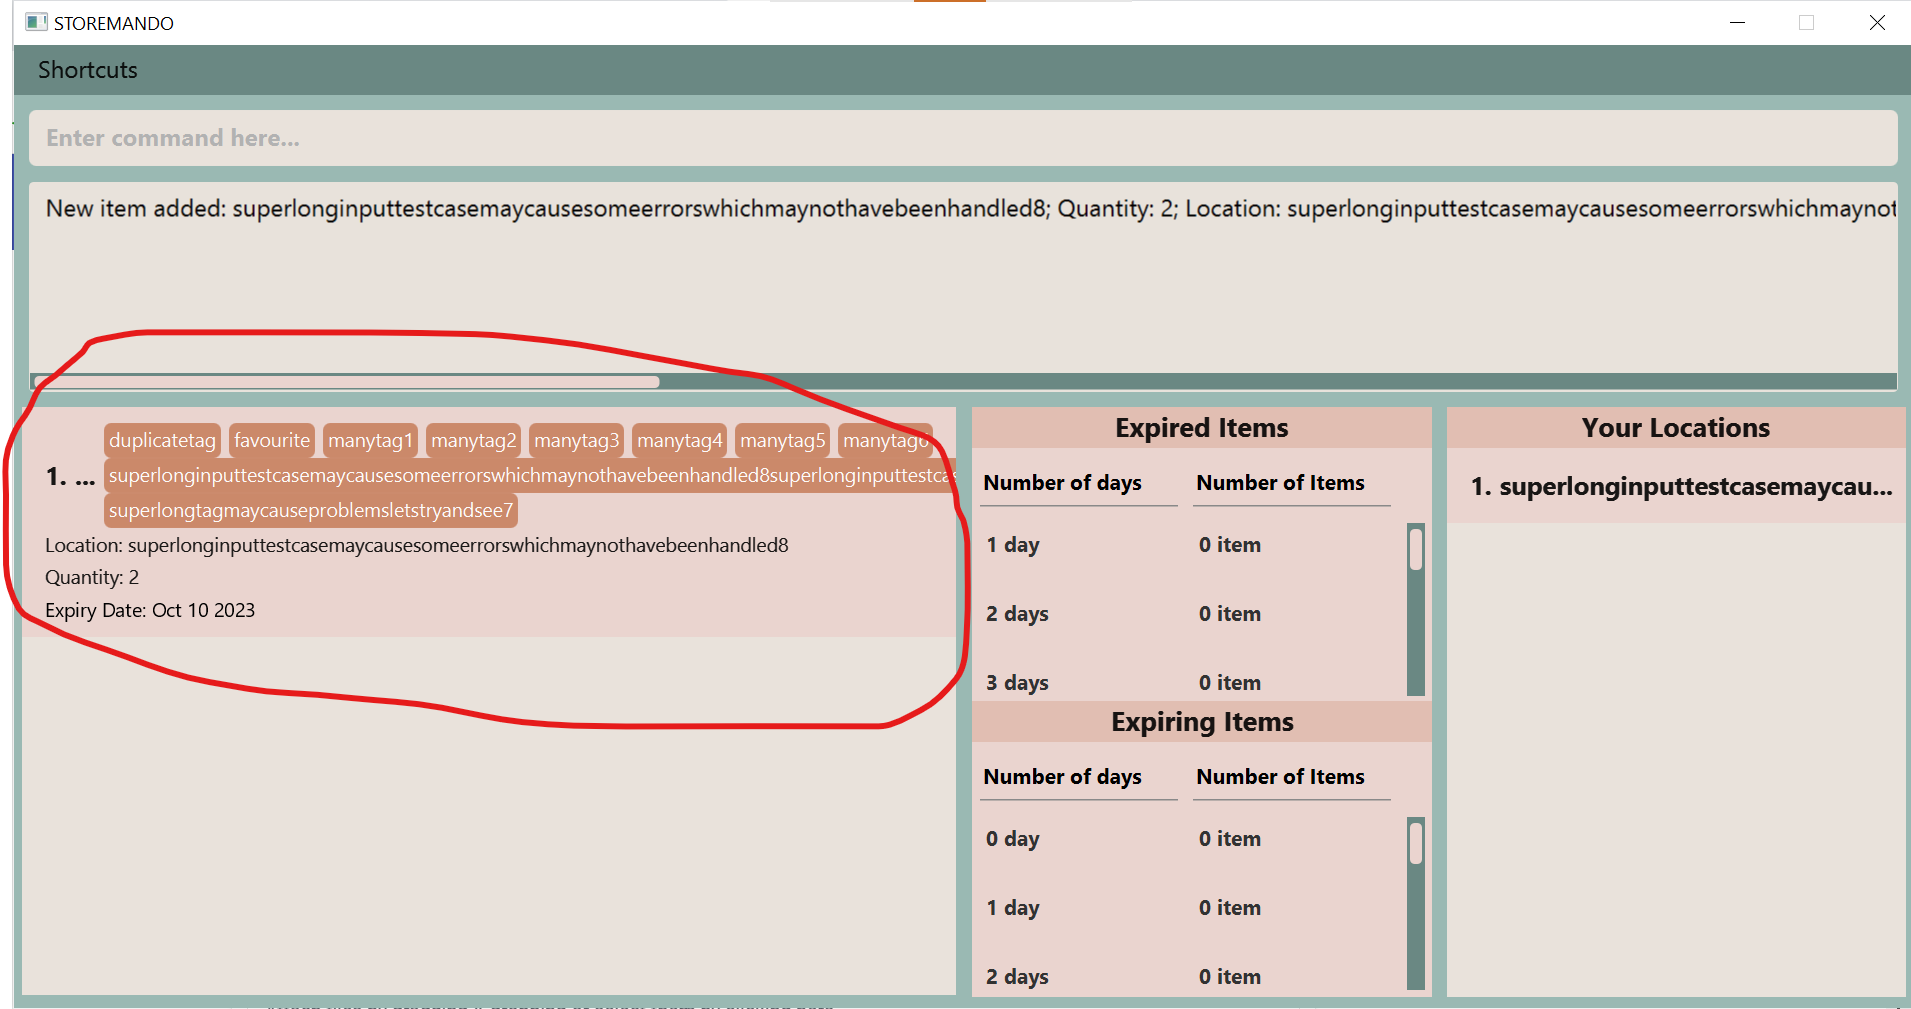 STOREMANDO
Shortcuts
Enter command here...
New item added: superlonginputtestcasemaycausesomeerrorswhichmaynothavebeenhandled8; Quantity: 2; Location: superlonginputtestcasemaycausesomeerrorswhichmaynot
duplicatetag favourite manytag1 manytag2 manytag3 manytag4 manytag5 manytag6
1. ... superlonginputtestcasemaycausesomeerrorswhichmaynothavebeenhandled8superlonginputtestcas
superlongtagmaycauseproblemsletstryandsee7
Location: superlonginputtestcasemaycausesomeerrorswhichmaynothavebeenhandled8
Quantity: 2
Expiry Date: Oct 10 2023
Expired Items
Number of days Number of Items
1 day 0 item
2 days 0 item
3 days 0 item
Expiring Items
Number of days Number of Items
0 day 0 item
1 day 0 item
2 days 0 item
Your Locations
1. superlonginputtestcasemaycau...